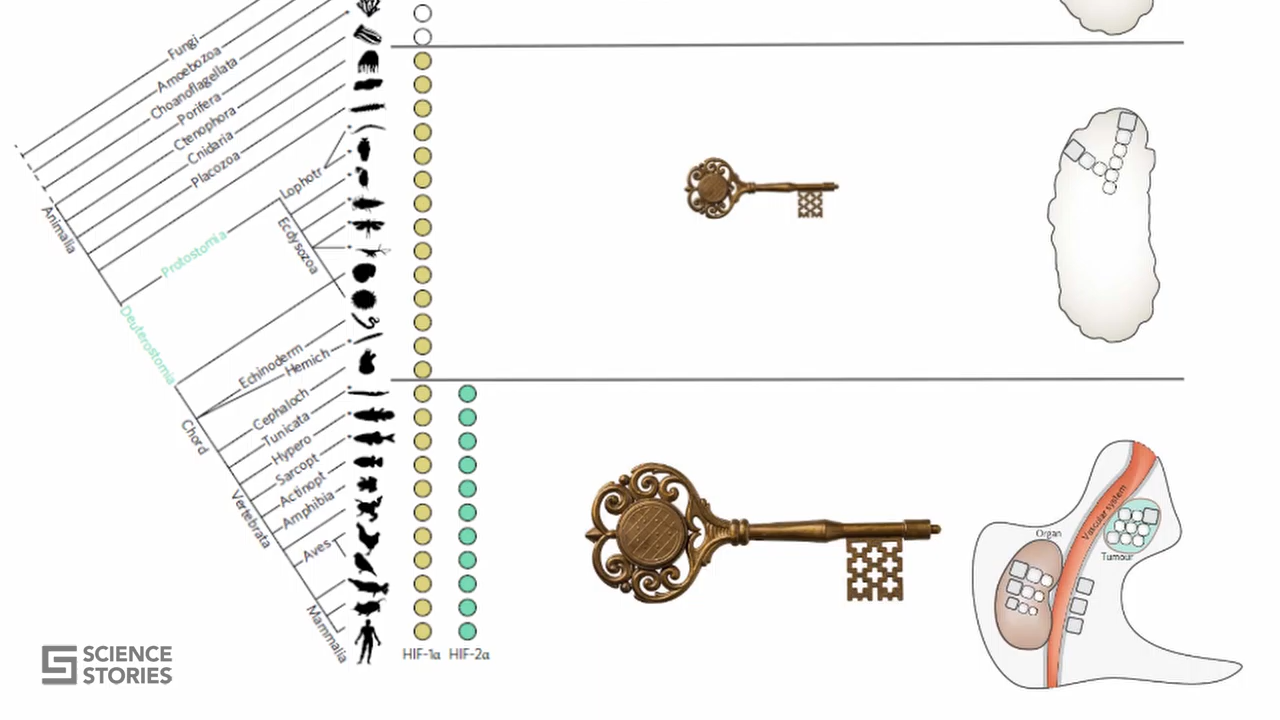 Fungi
Amoebozoa
Choanoflagellata
Porifera
Ctenophora
Cnidaria
Placozoa
Animalia
Lophotr
Protostomia
Ecdysozoa
Deuterostomia
Echinoderm
Hemich
Chord
Cephaloch
Tunicata
Hypero
Sarcopt
Actinopt
Amphibia
Vertebrata
Aves
Mammalia
HIF-1α HIF-2α
Vascular system
Organ
Tumour
SCIENCE
STORIES